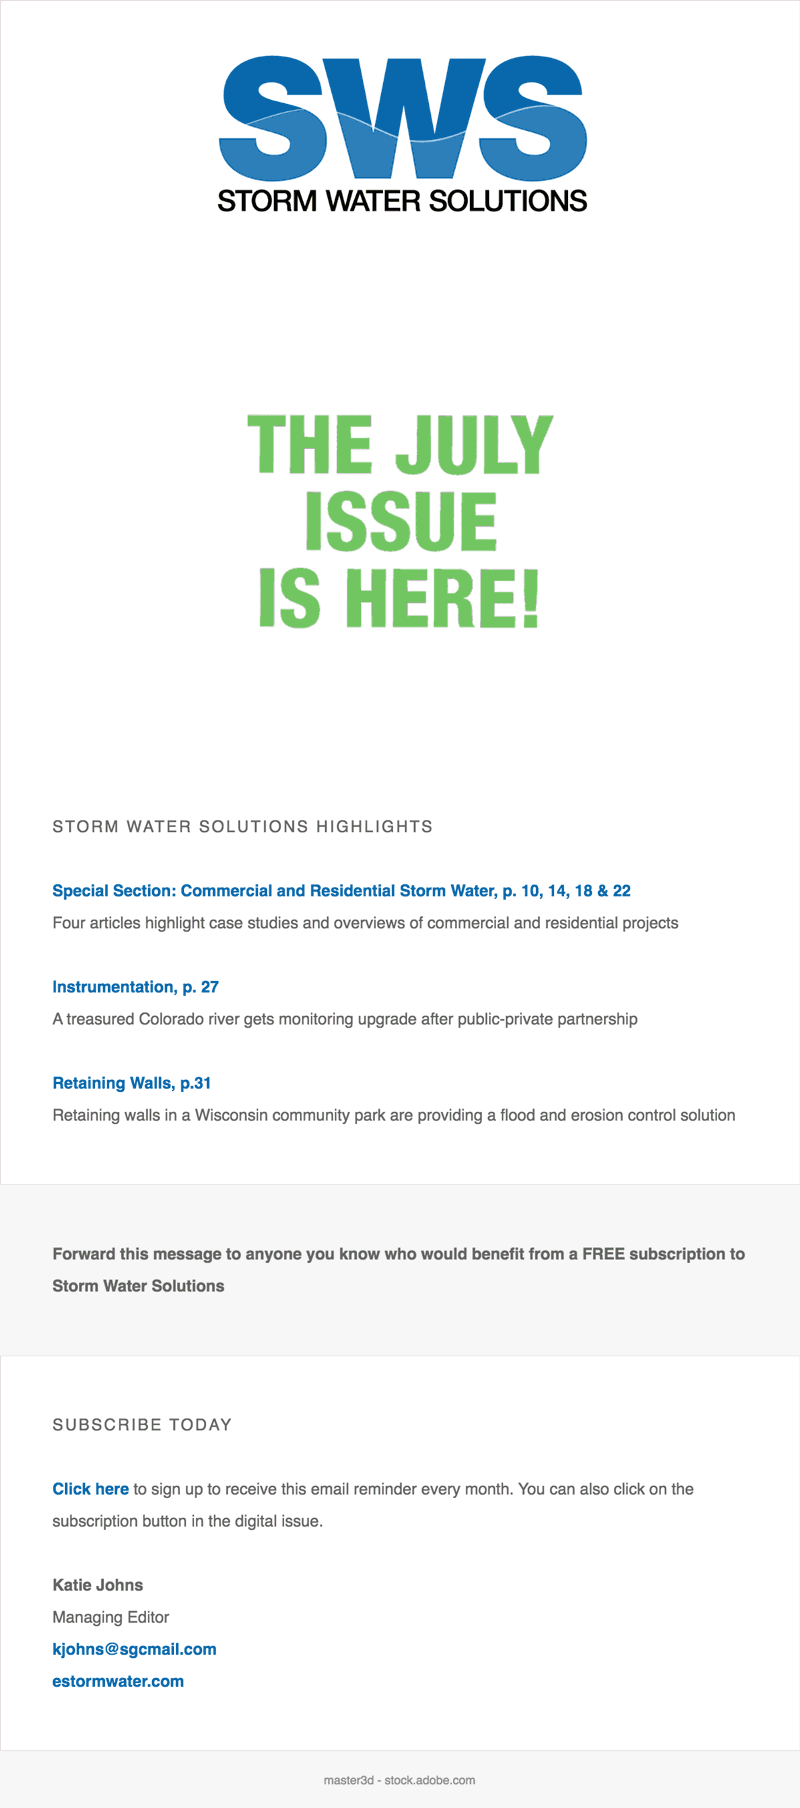 SWS
STORM WATER SOLUTIONS
THE JULY
ISSUE
IS HERE!
STORM WATER SOLUTIONS HIGHLIGHTS
Special Section: Commercial and Residential Storm Water, p. 10, 14, 18 & 22
Four articles highlight case studies and overviews of commercial and residential projects
Instrumentation, p. 27
A treasured Colorado river gets monitoring upgrade after public-private partnership
Retaining Walls, p.31
Retaining walls in a Wisconsin community park are providing a flood and erosion control solution
Forward this message to anyone you know who would benefit from a FREE subscription to
Storm Water Solutions
SUBSCRIBE TODAY
Click here to sign up to receive this email reminder every month. You can also click on the
subscription button in the digital issue.
Katie Johns
Managing Editor
kjohns@sgcmail.com
estormwater.com
master3d - stock.adobe.com